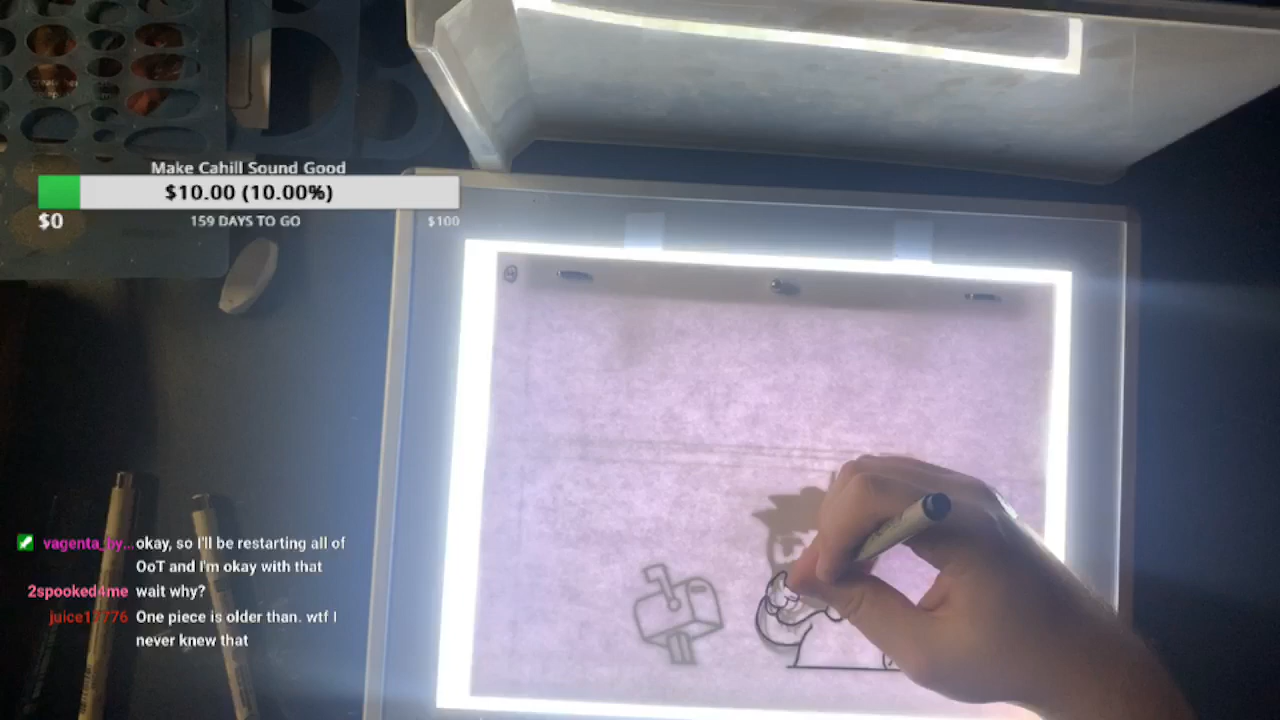 Make Cahill Sound Good
$10.00 (10.00%)
$0 159 DAYS TO GO $100
okay, so I'll be restarting all of
OoT and I'm okay with that
2spooked4me wait why?
One piece is older than. wtf I
never knew that